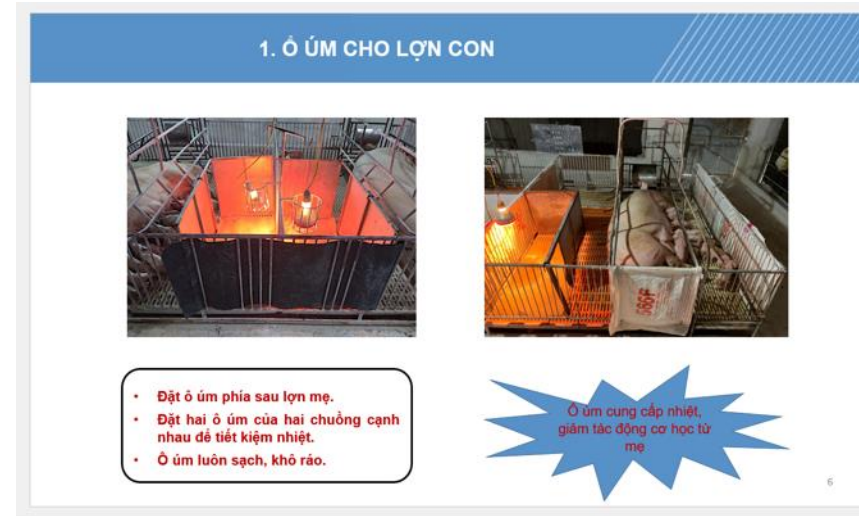 1. Ổ ÚM CHO LỢN CON
686F
• Đặt ô úm phía sau lợn mẹ.
• Đặt hai ô úm của hai chuồng cạnh
nhau để tiết kiệm nhiệt.
• Ô úm luôn sạch, khô ráo.
Ổ úm cung cấp nhiệt,
giảm tác động cơ học từ
mẹ
6